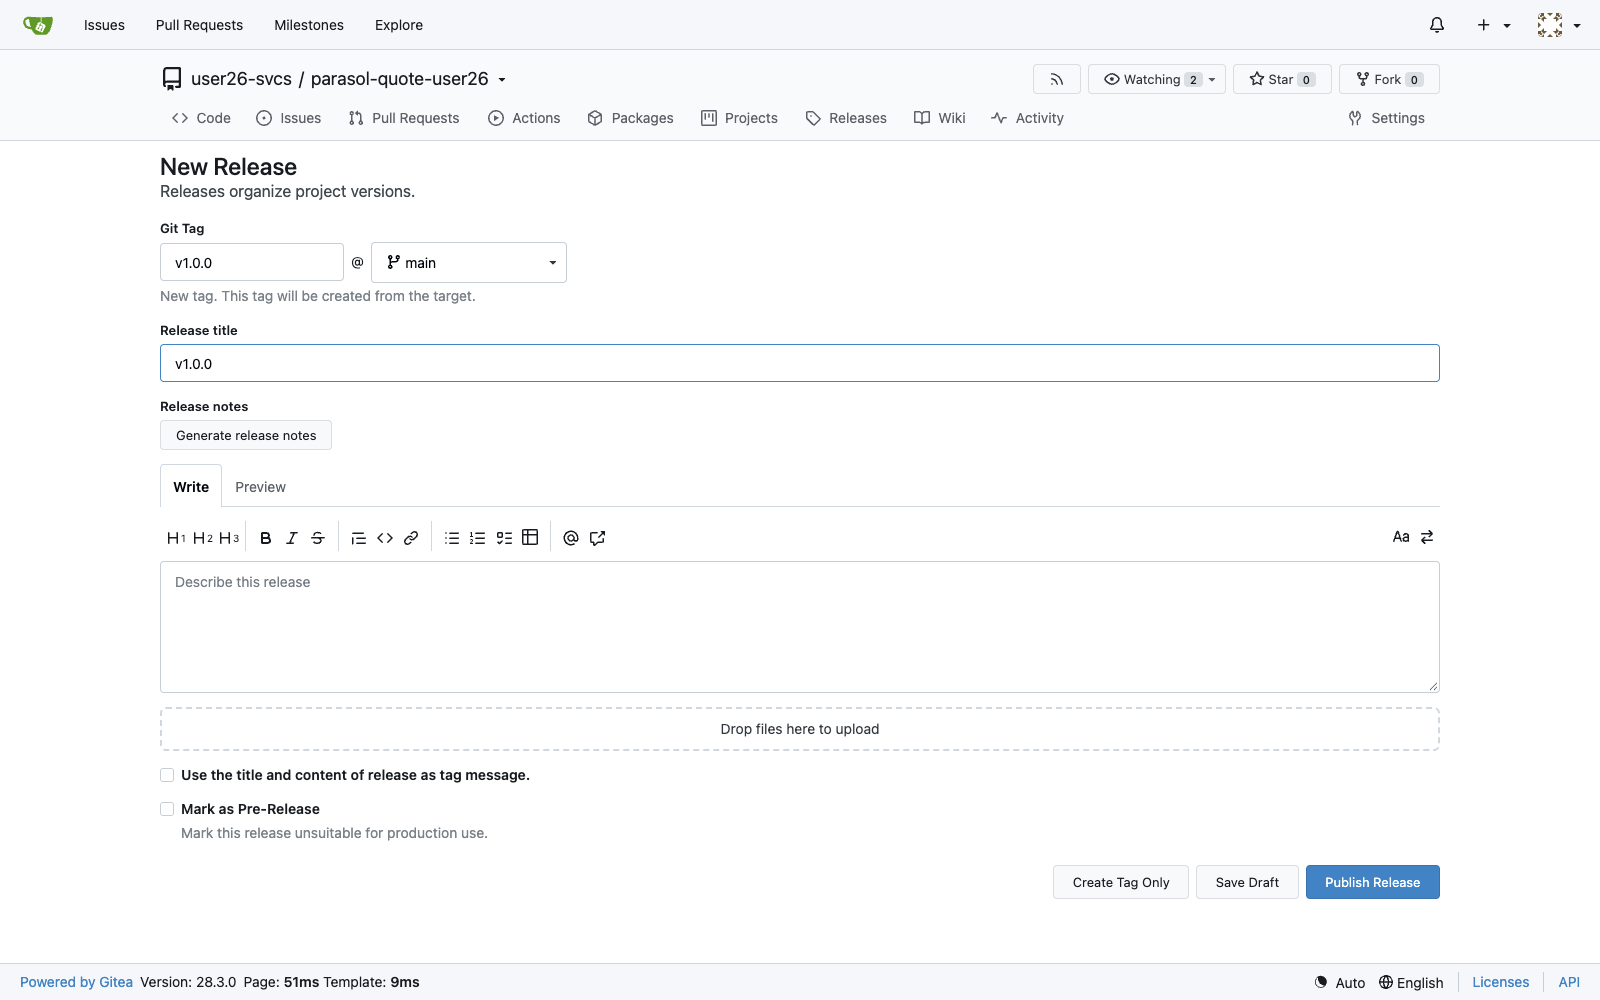 Issues Pull Requests Milestones Explore
user26-svcs / parasol-quote-user26
Watching 2
Star 0
Fork 0
Code Issues Pull Requests Actions Packages Projects Releases Wiki Activity Settings
New Release
Releases organize project versions.
Git Tag
v1.0.0 @ main
New tag. This tag will be created from the target.
Release title
v1.0.0
Release notes
Generate release notes
Write Preview
H1 H2 H3 B I S Aa
Describe this release
Drop files here to upload
Use the title and content of release as tag message.
Mark as Pre-Release
Mark this release unsuitable for production use.
Create Tag Only Save Draft Publish Release
Powered by Gitea Version: 28.3.0 Page: 51ms Template: 9ms Auto English Licenses API